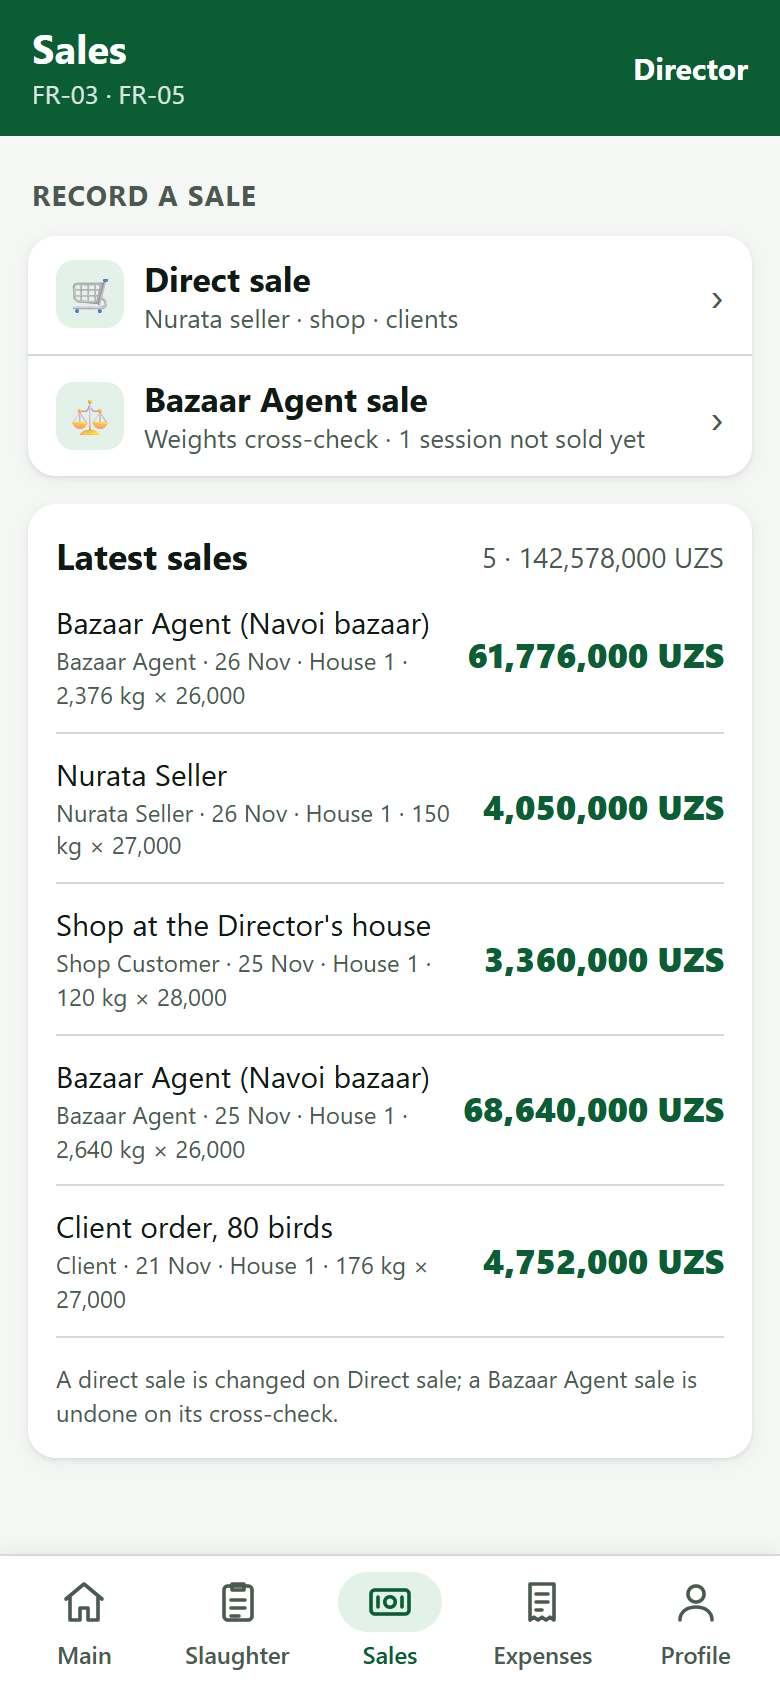 Sales
FR-03 · FR-05
Director
RECORD A SALE
Direct sale
Nurata seller · shop · clients
›
Bazaar Agent sale
Weights cross-check · 1 session not sold yet
›
Latest sales
5 · 142,578,000 UZS
Bazaar Agent (Navoi bazaar)
Bazaar Agent · 26 Nov · House 1 ·
2,376 kg × 26,000
61,776,000 UZS
Nurata Seller
Nurata Seller · 26 Nov · House 1 · 150
kg × 27,000
4,050,000 UZS
Shop at the Director's house
Shop Customer · 25 Nov · House 1 ·
120 kg × 28,000
3,360,000 UZS
Bazaar Agent (Navoi bazaar)
Bazaar Agent · 25 Nov · House 1 ·
2,640 kg × 26,000
68,640,000 UZS
Client order, 80 birds
Client · 21 Nov · House 1 · 176 kg ×
27,000
4,752,000 UZS
A direct sale is changed on Direct sale; a Bazaar Agent sale is
undone on its cross-check.
Main
Slaughter
Sales
Expenses
Profile